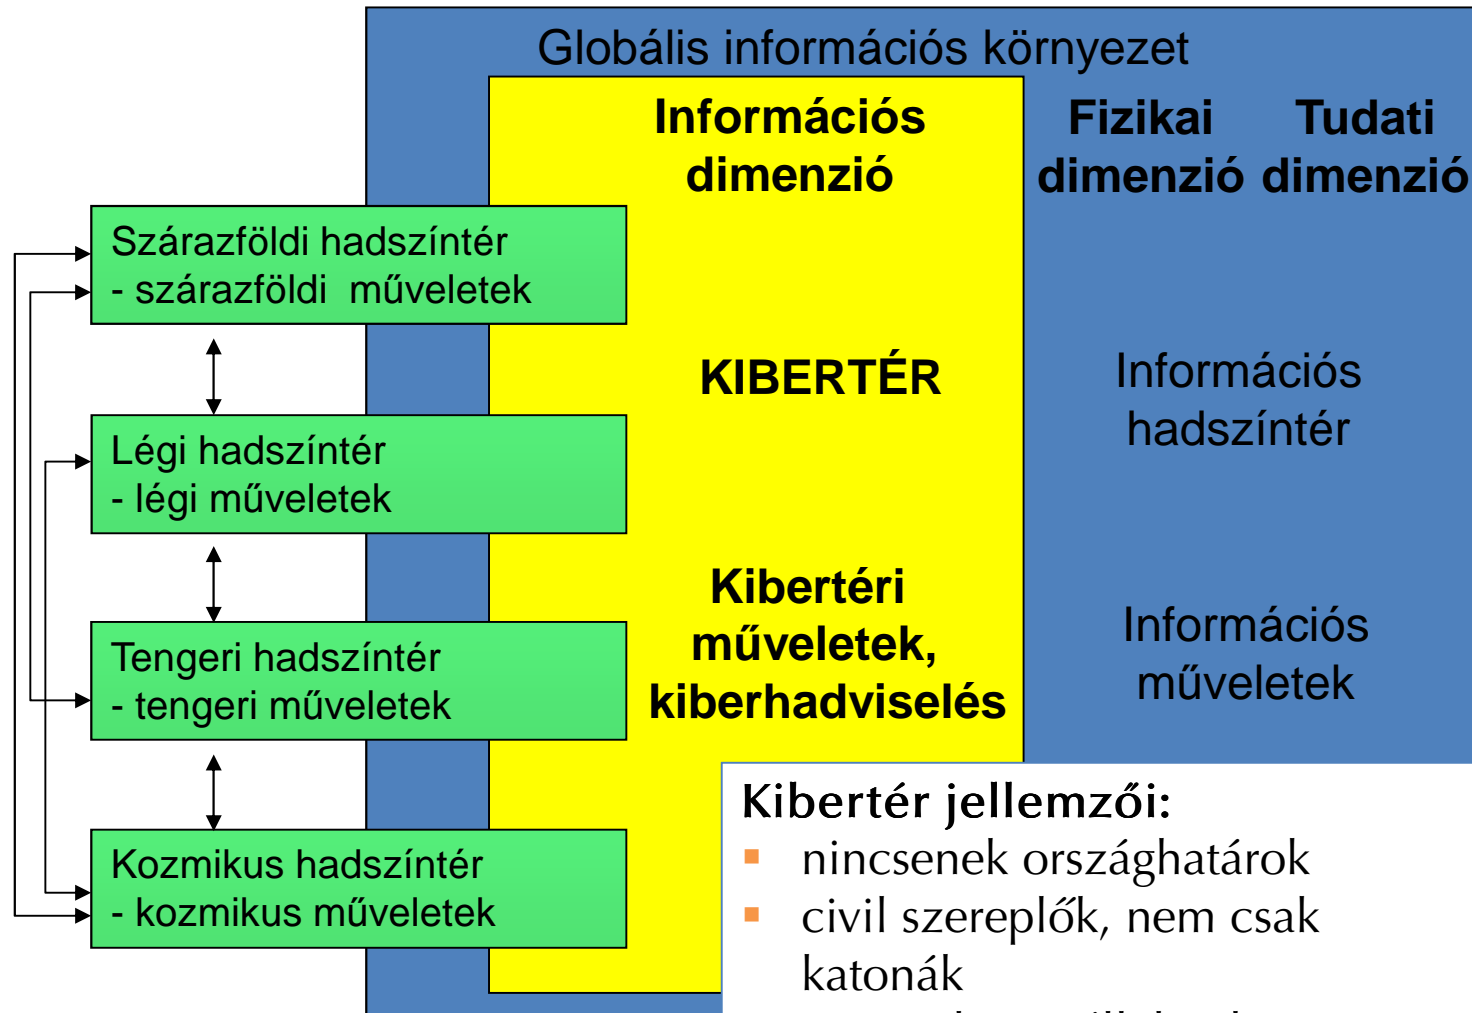 Globális információs környezet
Információs
dimenzió
Fizikai
dimenzió
Tudati
dimenzió
Szárazföldi hadszíntér
- szárazföldi  műveletek
KIBERTÉR
Információs
hadszíntér
Légi hadszíntér
- légi műveletek
Kibertéri
műveletek,
kiberhadviselés
Információs
műveletek
Tengeri hadszíntér
- tengeri műveletek
Kozmikus hadszíntér
- kozmikus műveletek
Kibertér jellemzői:
▪ nincsenek országhatárok
▪ civil szereplők, nem csak
katonák